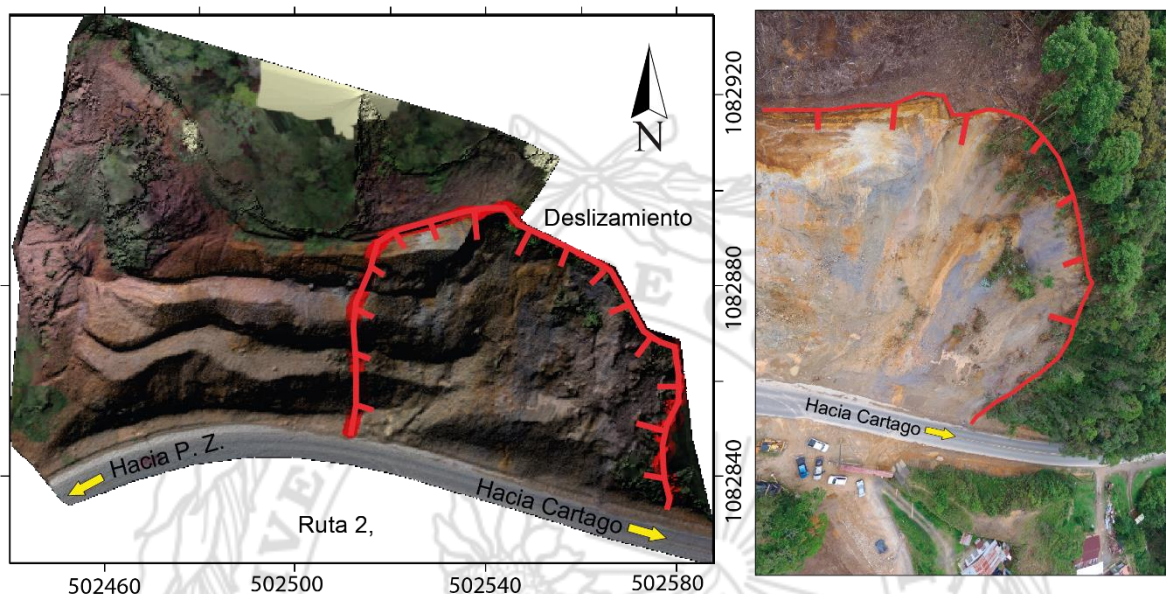 N
Deslizamiento
Hacia P. Z.
Hacia Cartago
Ruta 2,
1082920
1082880
1082840
502460
502500
502540
502580
Hacia Cartago